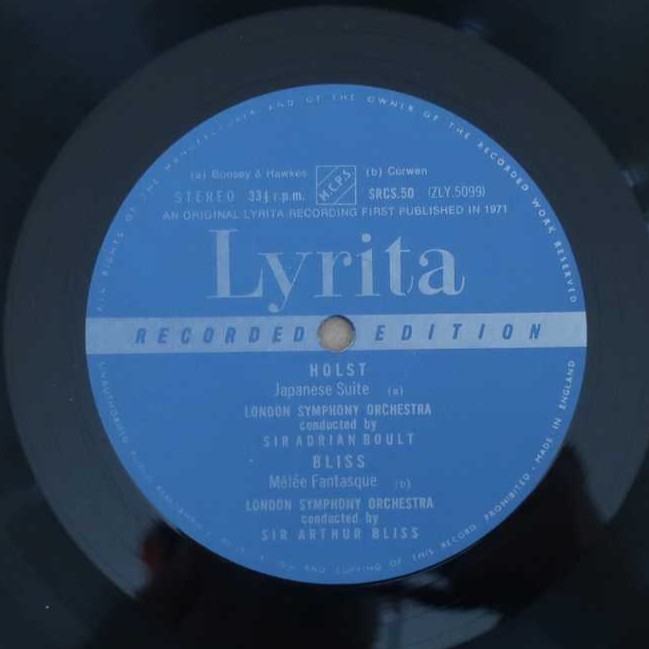 AND OF THE OWNER OF THE RECORDED WORK RESERVED
(a) Boosey & Hawkes M.C.P.S. (b) Curwen
STEREO 33⅓ r.p.m. SRCS.50 (ZLY.5099)
AN ORIGINAL LYRITA RECORDING FIRST PUBLISHED IN 1971
Lyrita
RECORDED EDITION
HOLST
Japanese Suite (a)
LONDON SYMPHONY ORCHESTRA
conducted by
SIR ADRIAN BOULT
BLISS
Mêlée Fantasque (b)
LONDON SYMPHONY ORCHESTRA
conducted by
SIR ARTHUR BLISS
AND COPYING OF THIS RECORD PROHIBITED · MADE IN ENGLAND